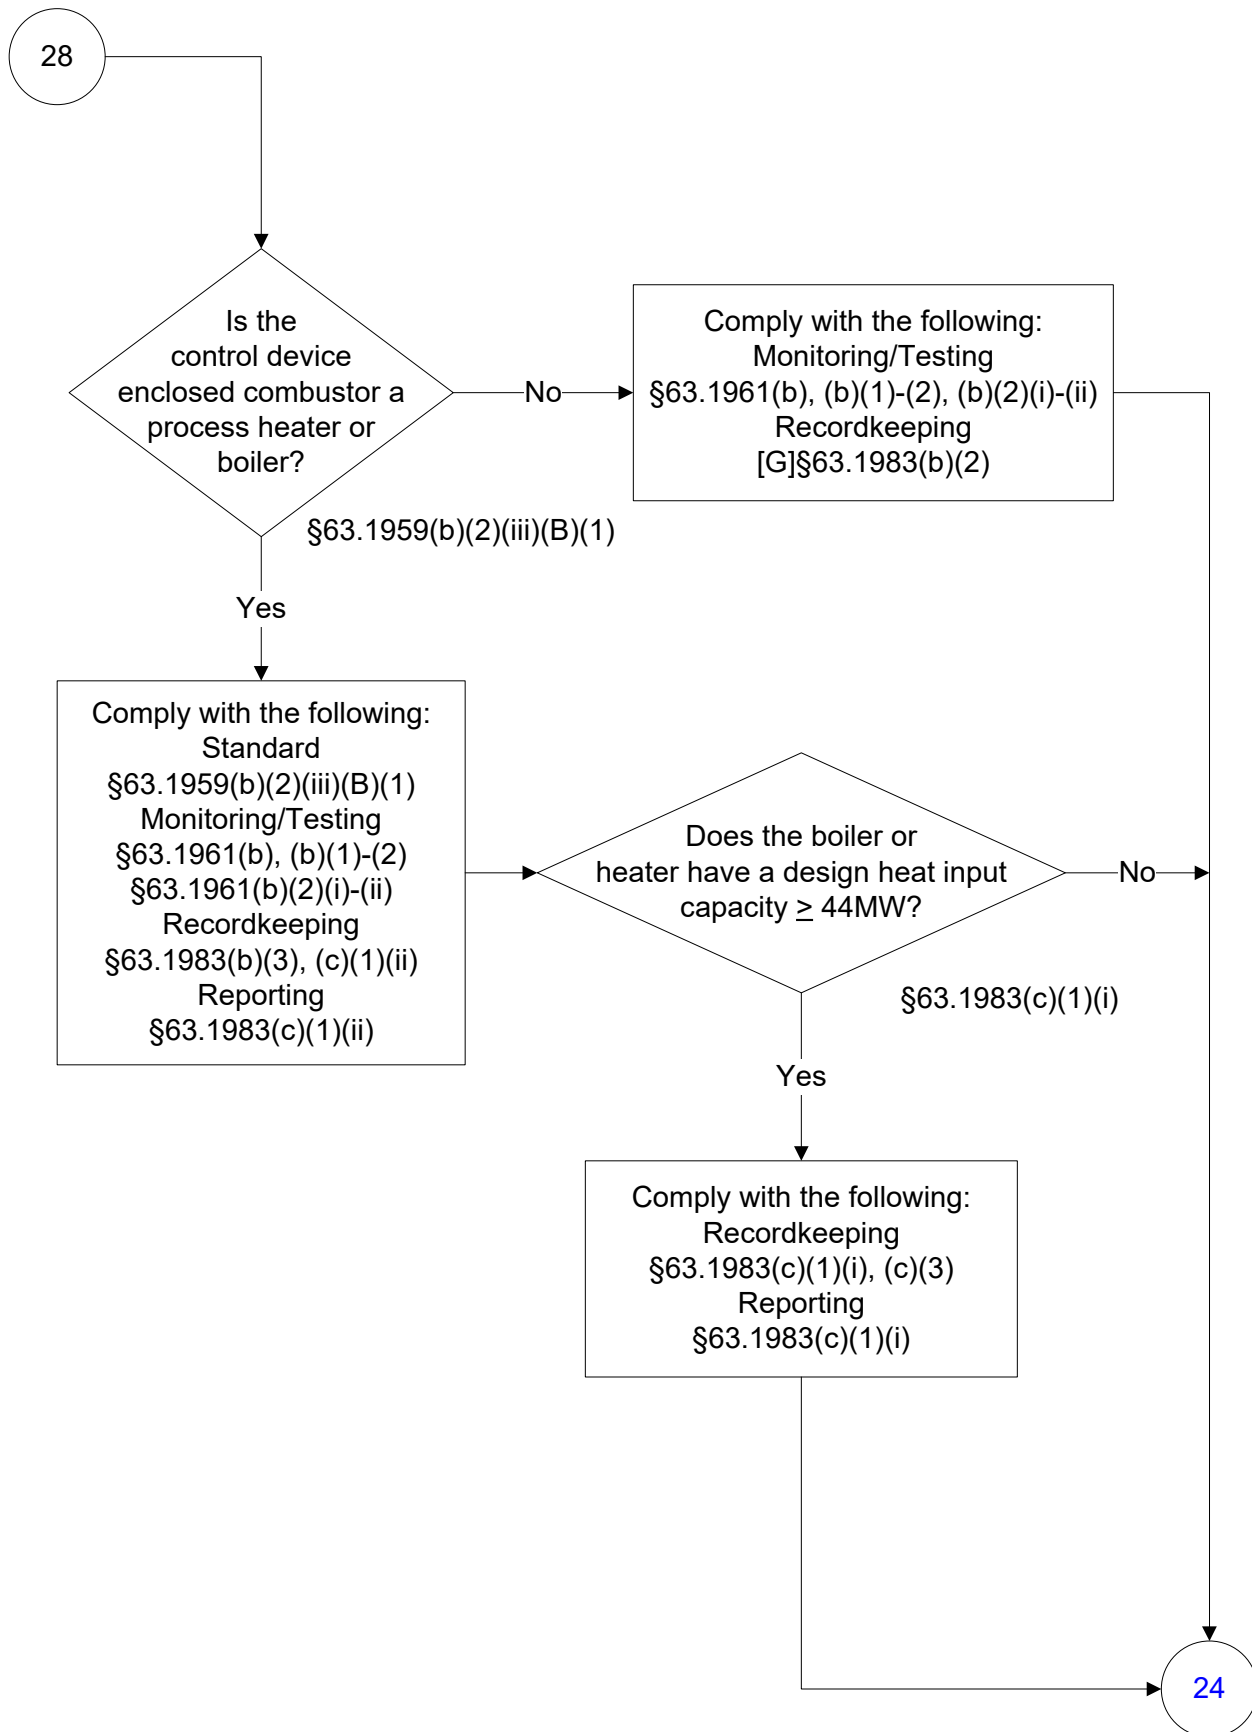 28
Is the
control device
enclosed combustor a
process heater or
boiler?
§63.1959(b)(2)(iii)(B)(1)
No
Comply with the following:
Monitoring/Testing
§63.1961(b), (b)(1)-(2), (b)(2)(i)-(ii)
Recordkeeping
[G]§63.1983(b)(2)
Yes
Comply with the following:
Standard
§63.1959(b)(2)(iii)(B)(1)
Monitoring/Testing
§63.1961(b), (b)(1)-(2)
§63.1961(b)(2)(i)-(ii)
Recordkeeping
§63.1983(b)(3), (c)(1)(ii)
Reporting
§63.1983(c)(1)(ii)
Does the boiler or
heater have a design heat input
capacity ≥ 44MW?
§63.1983(c)(1)(i)
No
Yes
Comply with the following:
Recordkeeping
§63.1983(c)(1)(i), (c)(3)
Reporting
§63.1983(c)(1)(i)
24